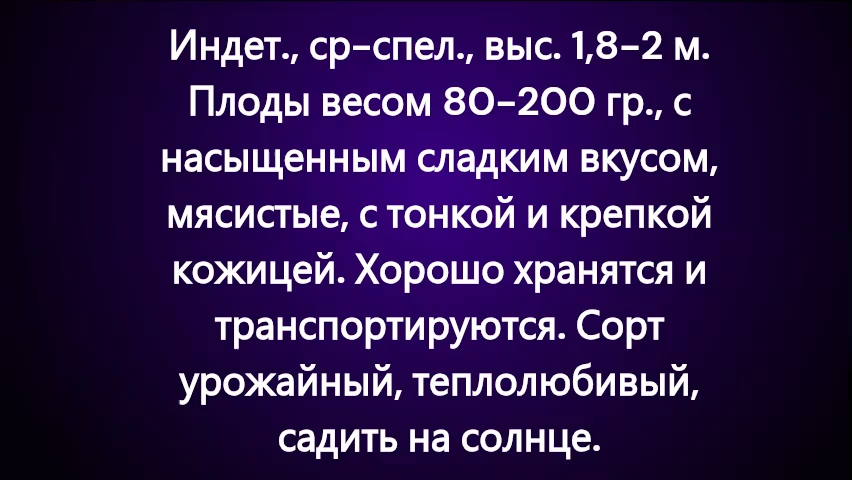 Индет., ср-спел., выс. 1,8-2 м.
Плоды весом 80-200 гр., с
насыщенным сладким вкусом,
мясистые, с тонкой и крепкой
кожицей. Хорошо хранятся и
транспортируются. Сорт
урожайный, теплолюбивый,
садить на солнце.